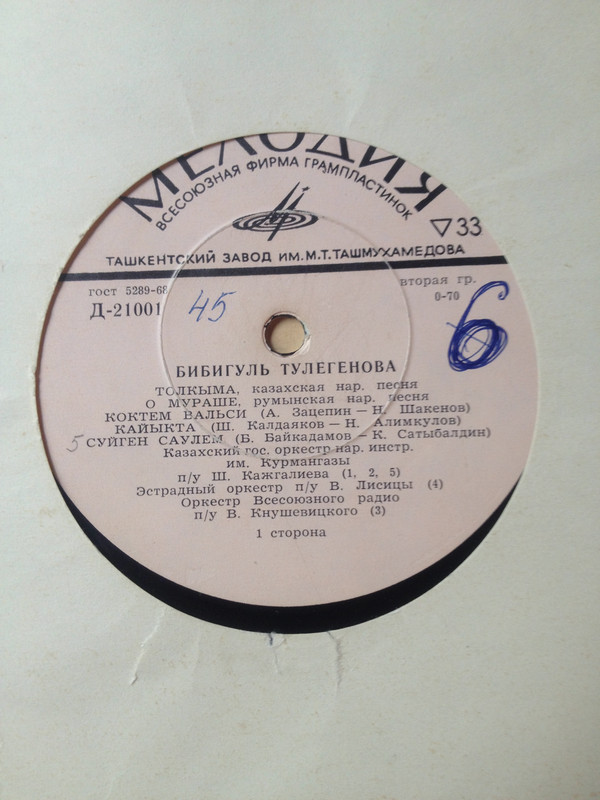 МЕЛОДИЯ
ВСЕСОЮЗНАЯ ФИРМА ГРАМПЛАСТИНОК
▽33
ТАШКЕНТСКИЙ ЗАВОД ИМ. М. Т. ТАШМУХАМЕДОВА
гост 5289-68
вторая гр.
Д-21001
45
0-70
6
БИБИГУЛЬ ТУЛЕГЕНОВА
ТОЛКЫМА, казахская нар. песня
О МУРАШЕ, румынская нар. песня
КОКТЕМ ВАЛЬСИ (А. Зацепин—Н. Шакенов)
КАЙЫКТА (Ш. Калдаяков—Н. Алимкулов)
5 СУЙГЕН САУЛЕМ (Б. Байкадамов - К. Сатыбалдин)
Казахский гос. оркестр нар. инстр.
им. Курмангазы
п/у Ш. Кажгалиева (1, 2, 5)
Эстрадный оркестр п/у В. Лисицы (4)
Оркестр Всесоюзного радио
п/у В. Кнушевицкого (3)
1 сторона